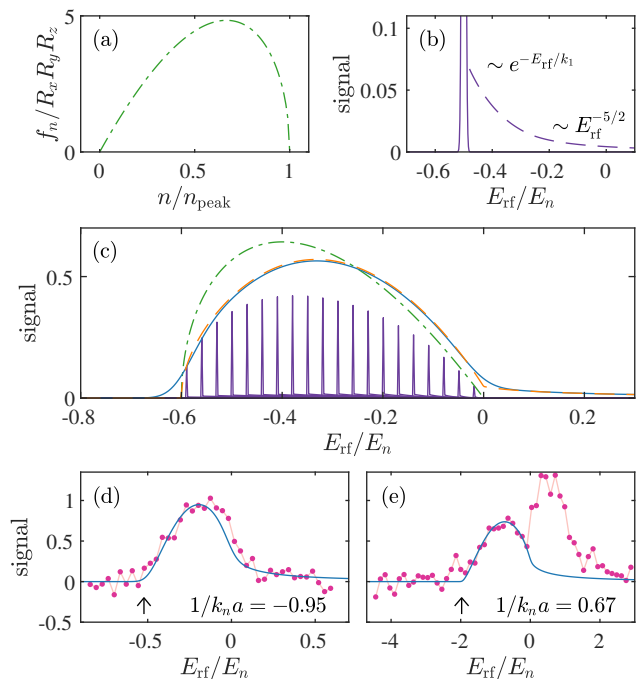 (a)
5
0
f_n/R_xR_yR_z
0
0.5
1
n/n_peak
(b)
0.1
0
signal
∼ e^{−E_rf/k_1}
∼ E_rf^{−5/2}
-0.6
-0.4
-0.2
0
E_rf/E_n
(c)
0.5
0
signal
-0.8
-0.6
-0.4
-0.2
0
0.2
E_rf/E_n
(d)
1
0.5
0
-0.5
signal
↑
1/k_na = −0.95
-0.5
0
0.5
E_rf/E_n
(e)
↑
1/k_na = 0.67
-4
-2
0
2
E_rf/E_n